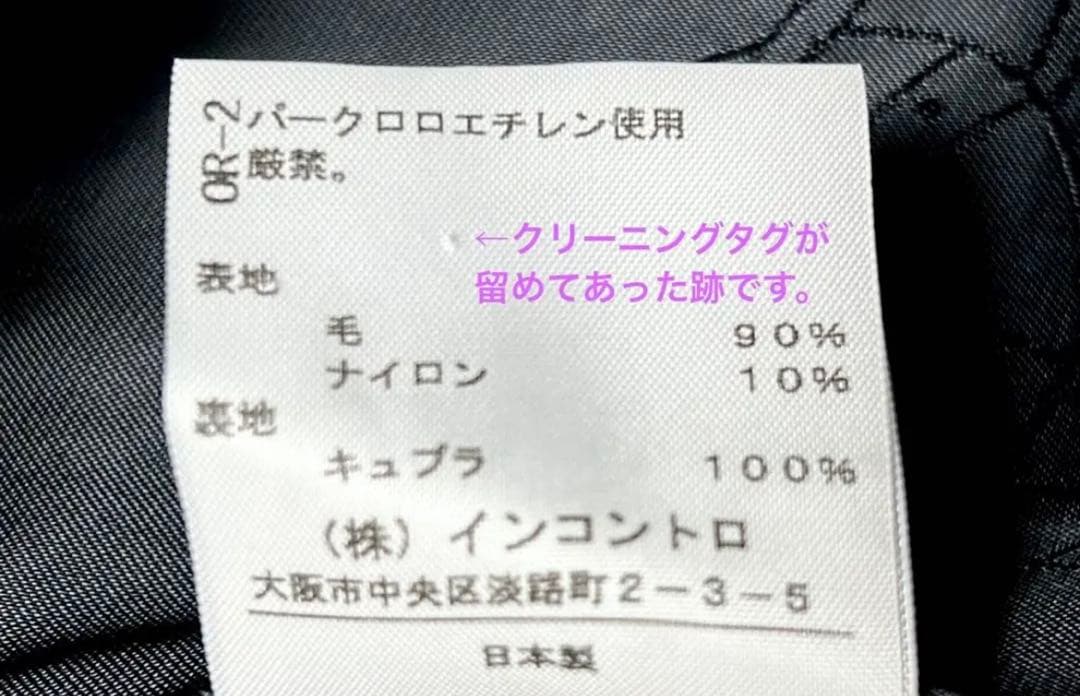 OR-2
パークロロエチレン使用
厳禁。
←クリーニングタグが
留めてあった跡です。
表地
毛 90%
ナイロン 10%
裏地
キュプラ 100%
(株)インコントロ
大阪市中央区淡路町2-3-5
日本製